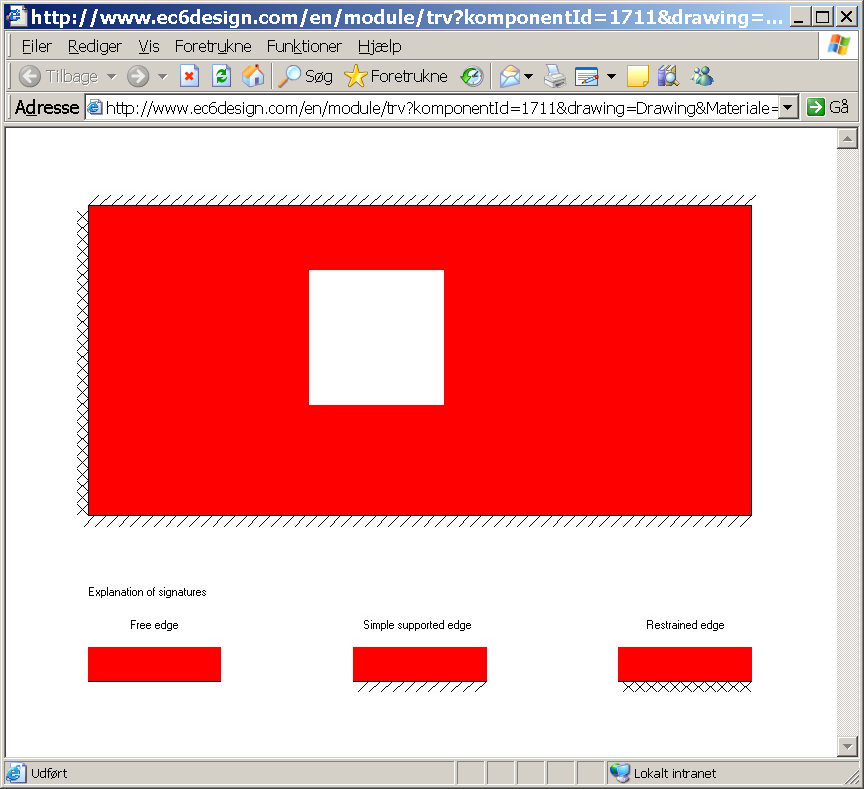 http://www.ec6design.com/en/module/trv?komponentId=1711&drawing=...
Filer Rediger Vis Foretrukne Funktioner Hjælp
Tilbage Søg Foretrukne
Adresse http://www.ec6design.com/en/module/trv?komponentId=1711&drawing=Drawing&Materiale= Gå
Explanation of signatures
Free edge Simple supported edge Restrained edge
Udført Lokalt intranet